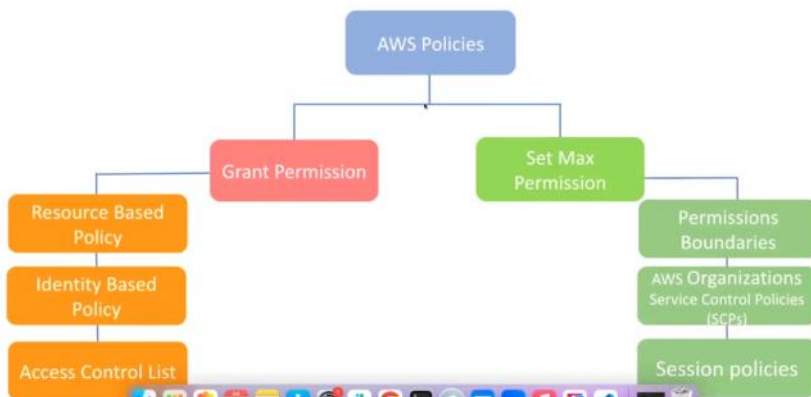 AWS Policies
Grant Permission
Set Max
Permission
Resource Based
Policy
Identity Based
Policy
Access Control List
Permissions
Boundaries
AWS Organizations
Service Control Policies
(SCPs)
Session policies